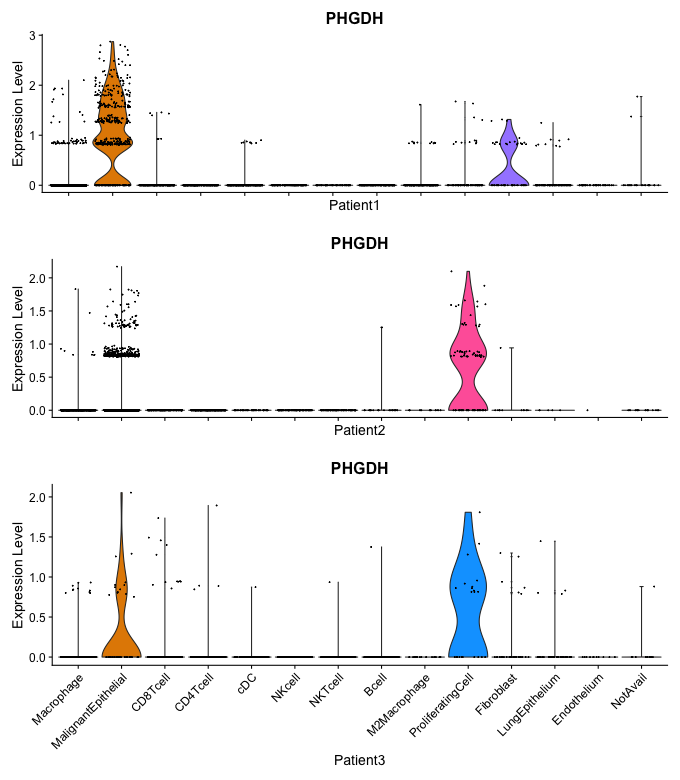 PHGDH
Expression Level
3
2
1
0
Patient1
PHGDH
Expression Level
2.0
1.5
1.0
0.5
0.0
Patient2
PHGDH
Expression Level
2.0
1.5
1.0
0.5
0.0
Macrophage
MalignantEpithelial
CD8Tcell
CD4Tcell
cDC
NKcell
NKTcell
Bcell
M2Macrophage
ProliferatingCell
Fibroblast
LungEpithelium
Endothelium
NotAvail
Patient3